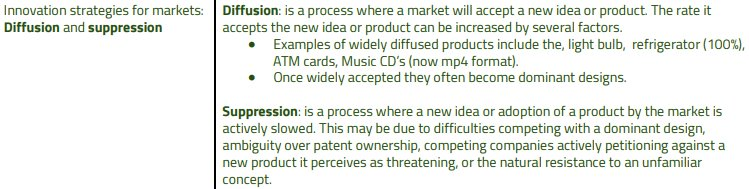 Innovation strategies for markets:
Diffusion and suppression
Diffusion: is a process where a market will accept a new idea or product. The rate it
accepts the new idea or product can be increased by several factors.
● Examples of widely diffused products include the, light bulb, refrigerator (100%),
ATM cards, Music CD's (now mp4 format).
● Once widely accepted they often become dominant designs.
Suppression: is a process where a new idea or adoption of a product by the market is
actively slowed. This may be due to difficulties competing with a dominant design,
ambiguity over patent ownership, competing companies actively petitioning against a
new product it perceives as threatening, or the natural resistance to an unfamiliar
concept.